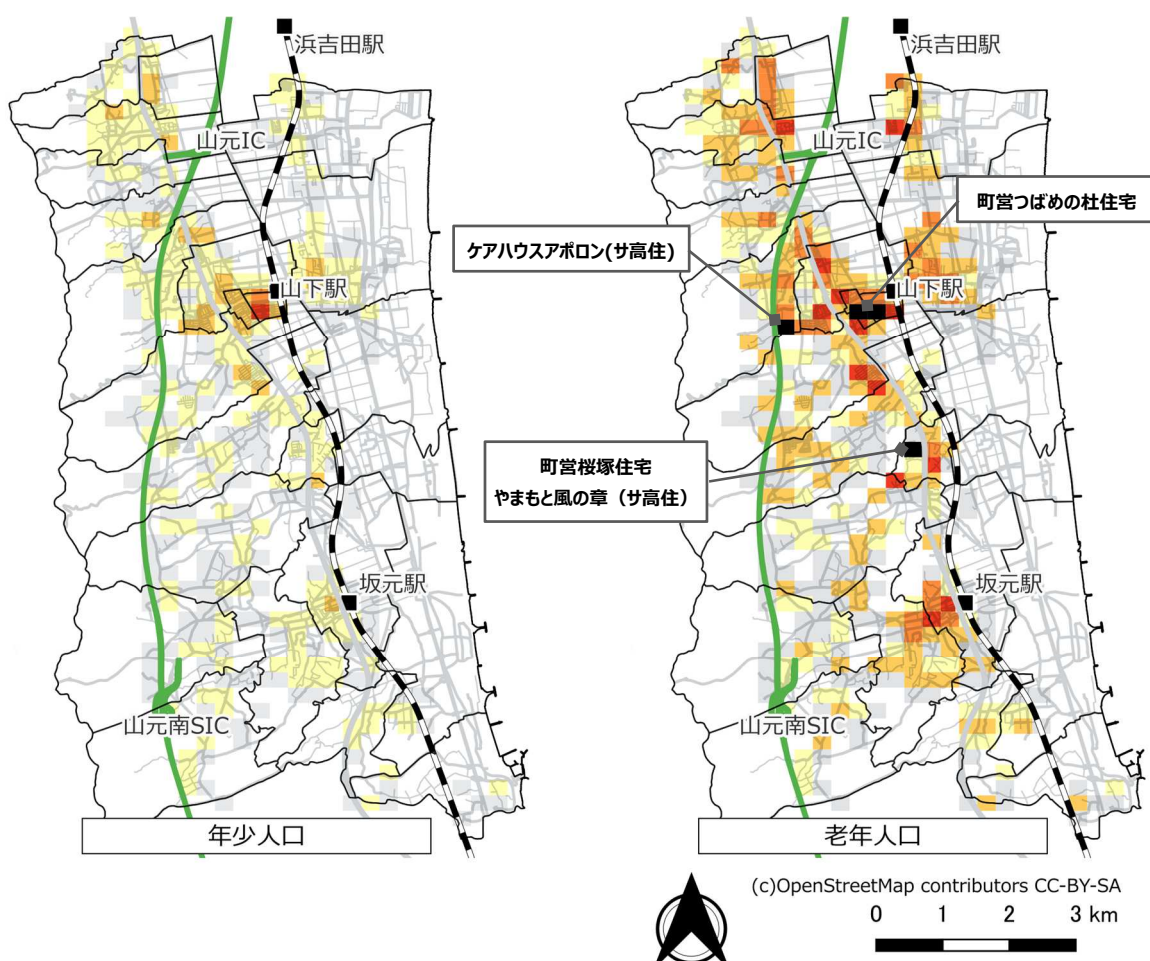 浜吉田駅
山元IC
山下駅
坂元駅
山元南SIC
年少人口
浜吉田駅
山元IC
町営つばめの杜住宅
ケアハウスアポロン(サ高住)
山下駅
町営桜塚住宅
やまもと風の章（サ高住）
坂元駅
山元南SIC
老年人口
(c)OpenStreetMap contributors CC-BY-SA
0 1 2 3 km